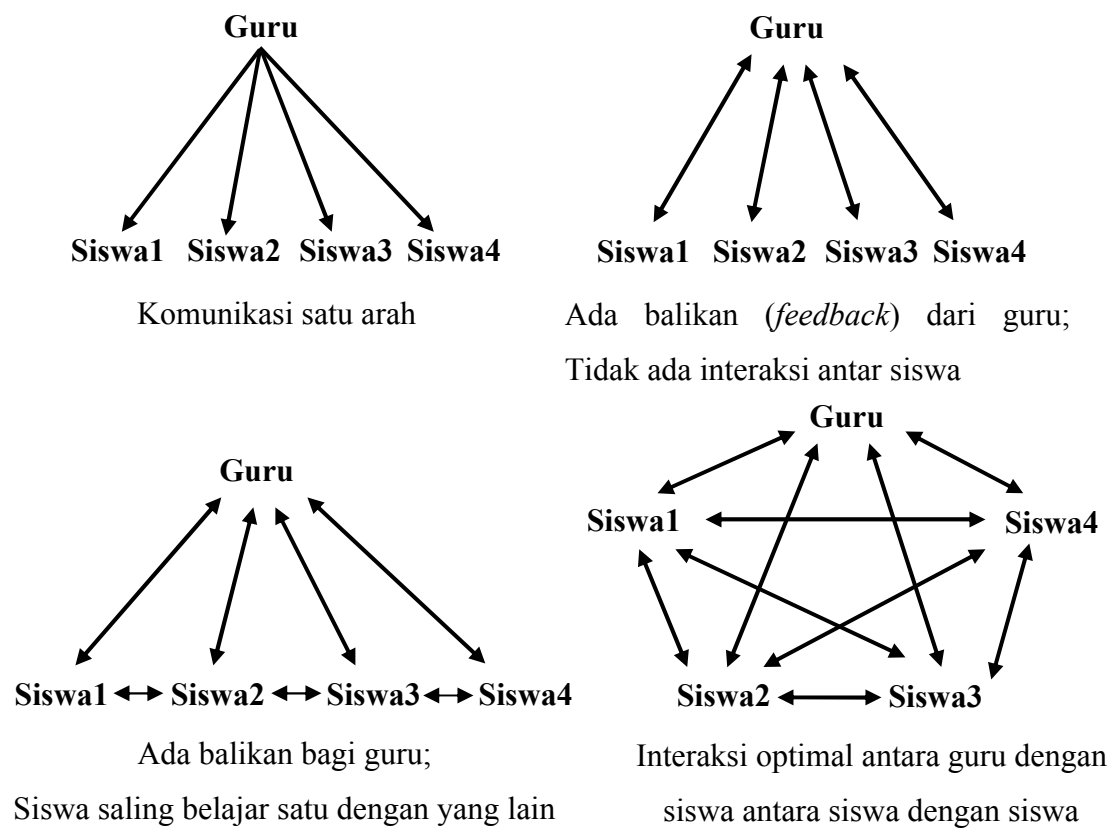 Guru
Siswa1 Siswa2 Siswa3 Siswa4
Komunikasi satu arah
Guru
Siswa1 Siswa2 Siswa3 Siswa4
Ada balikan (feedback) dari guru;
Tidak ada interaksi antar siswa
Guru
Siswa1 Siswa2 Siswa3 Siswa4
Ada balikan bagi guru;
Siswa saling belajar satu dengan yang lain
Guru
Siswa1 Siswa4
Siswa2 Siswa3
Interaksi optimal antara guru dengan
siswa antara siswa dengan siswa